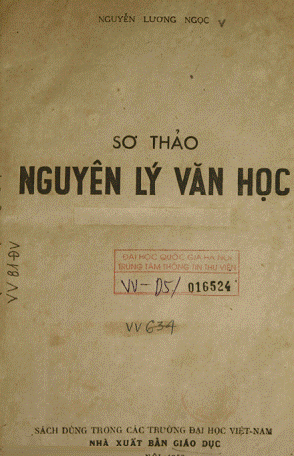 NGUYỄN LƯƠNG NGỌC
SƠ THẢO
NGUYÊN LÝ VĂN HỌC
ĐẠI HỌC QUỐC GIA HÀ NỘI
TRUNG TÂM THÔNG TIN THƯ VIỆN
VV-D5/ 016524
VV 634
SÁCH DÙNG TRONG CÁC TRƯỜNG ĐẠI HỌC VIỆT-NAM
NHÀ XUẤT BẢN GIÁO DỤC